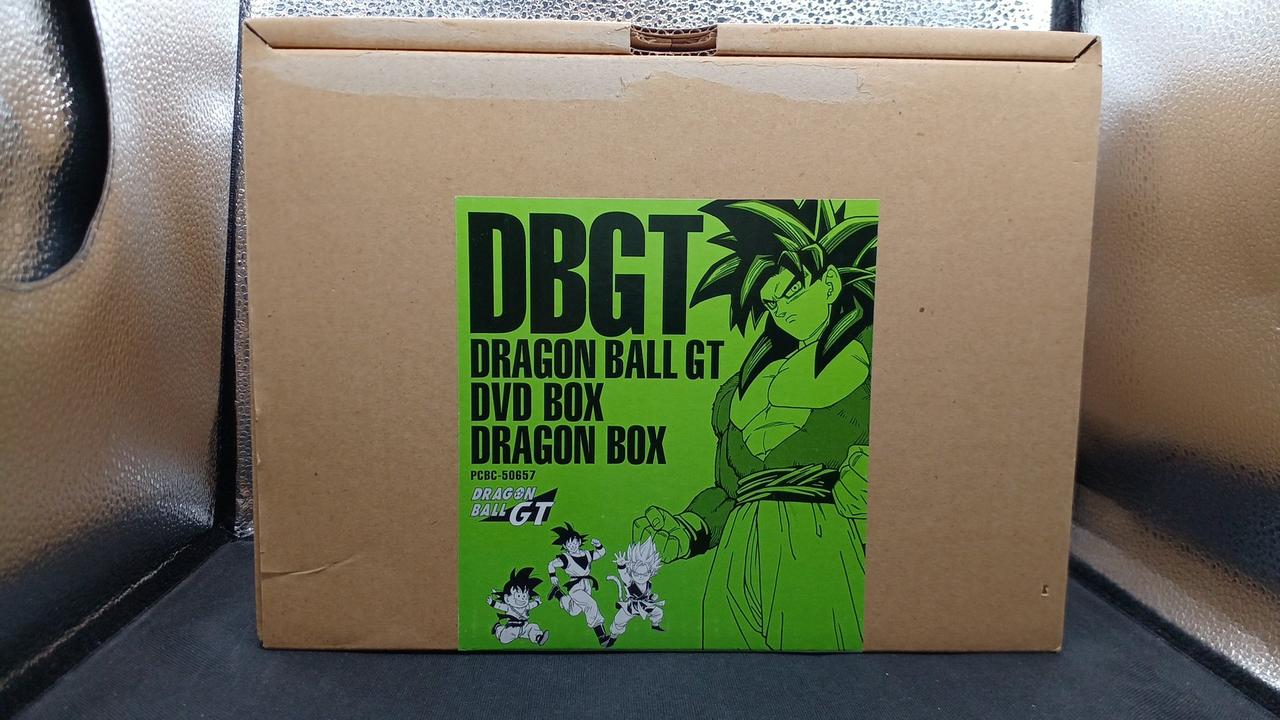 DBGT
DRAGON BALL GT
DVD BOX
DRAGON BOX
PCBC-50657
DRAGON
BALL GT